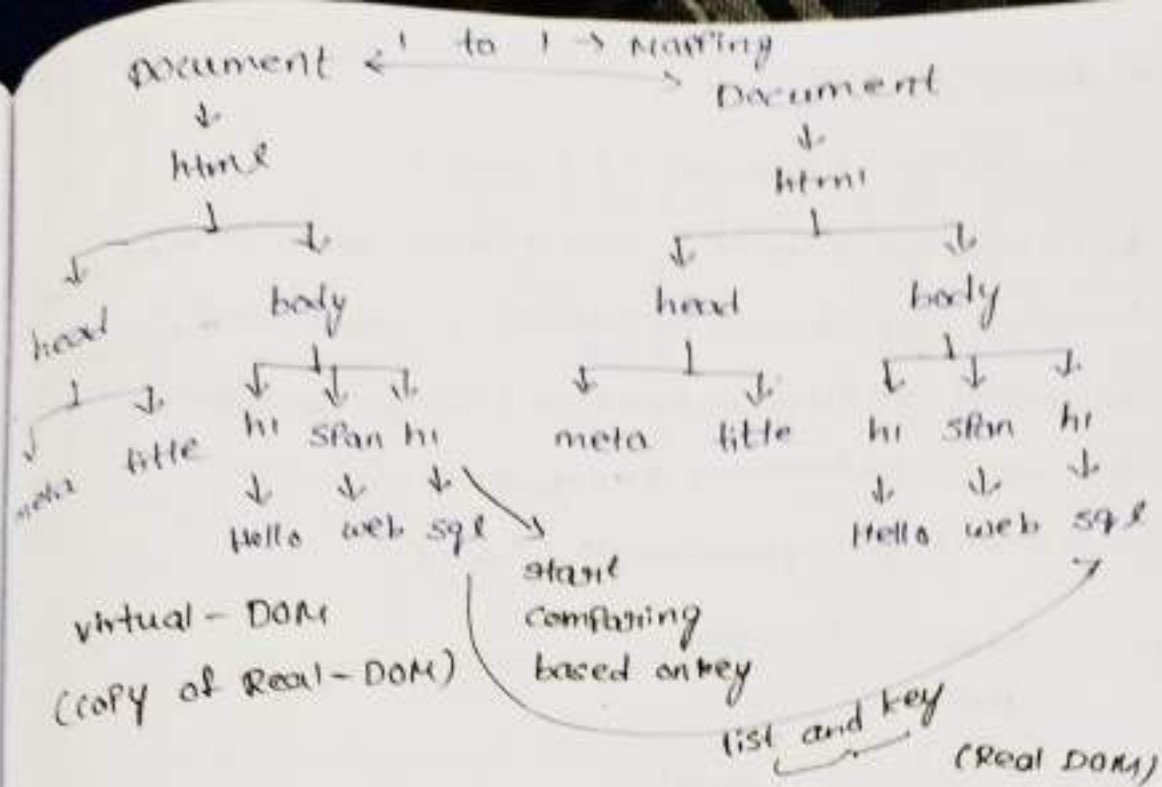 Document ← 1 to 1 → Mapping
Document
↓ ↓
html html
head body head body
meta title h1 span h1 meta title h1 span h1
Hello web sql Hello web sql
start
comparing
based on key
virtual - DOM
(copy of Real - DOM)
list and key
(Real DOM)